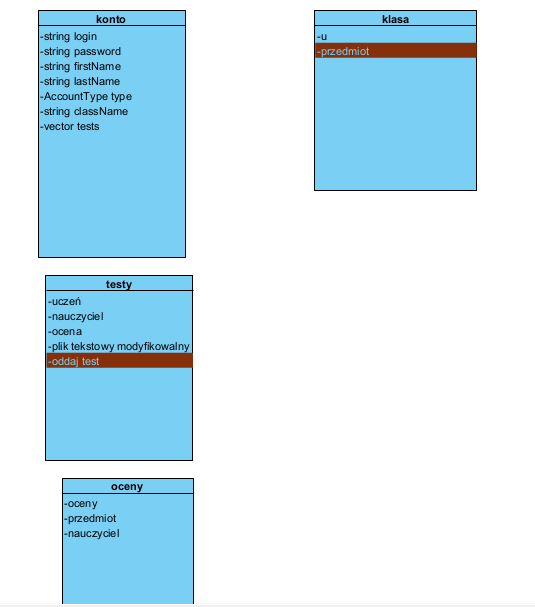 konto
-string login
-string password
-string firstName
-string lastName
-AccountType type
-string className
-vector tests
klasa
-u
-przedmiot
testy
-uczeń
-nauczyciel
-ocena
-plik tekstowy modyfikowalny
-oddaj test
oceny
-oceny
-przedmiot
-nauczyciel